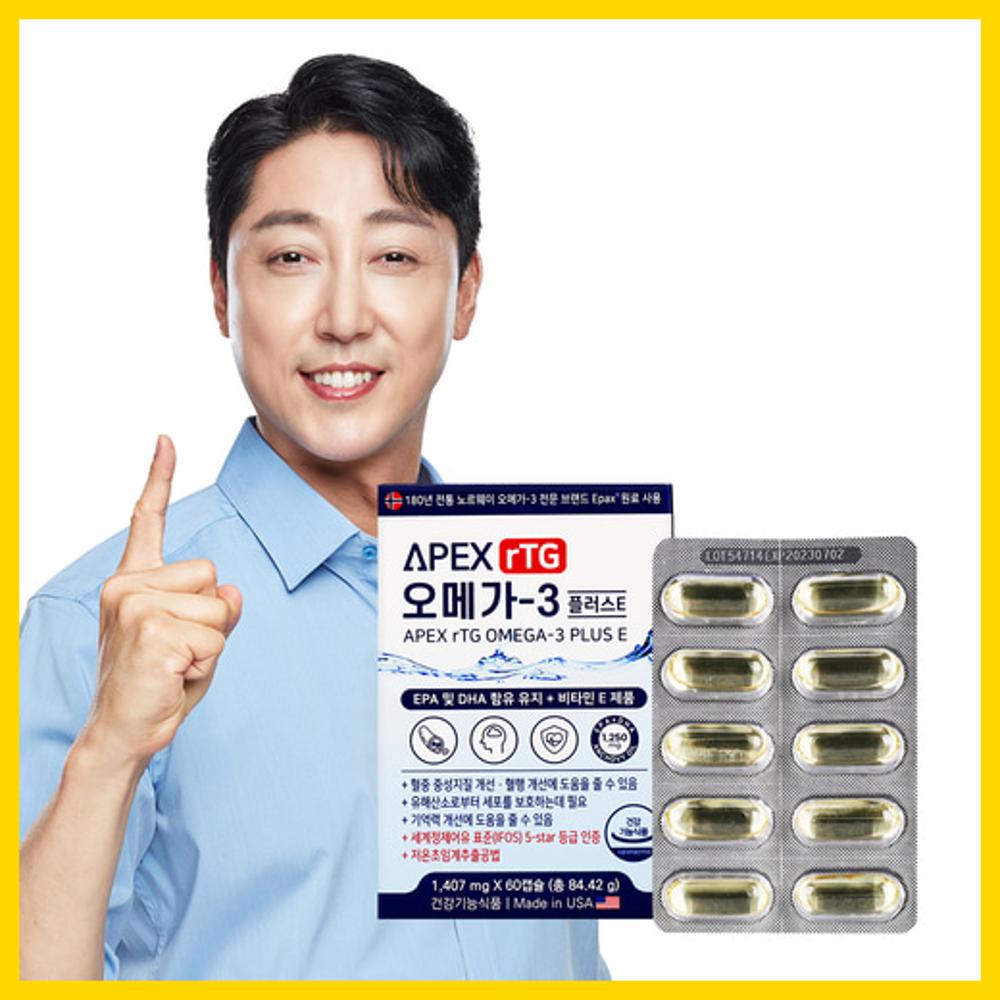 180년 전통 노르웨이 오메가-3 전문 브랜드 Epax® 원료 사용
APEX rTG
오메가-3 플러스E
APEX rTG OMEGA-3 PLUS E
EPA 및 DHA 함유 유지 + 비타민 E 제품
EPA+DHA
1,250
mg
+ 혈중 중성지질 개선 · 혈행 개선에 도움을 줄 수 있음
+ 유해산소로부터 세포를 보호하는데 필요
+ 기억력 개선에 도움을 줄 수 있음
+ 세계정제어유 표준(IFOS) 5-star 등급 인증
+ 저온초임계추출공법
건강
기능식품
1,407 mg X 60캡슐 (총 84.42 g)
건강기능식품 | Made in USA
LOT54714 EXP20230702